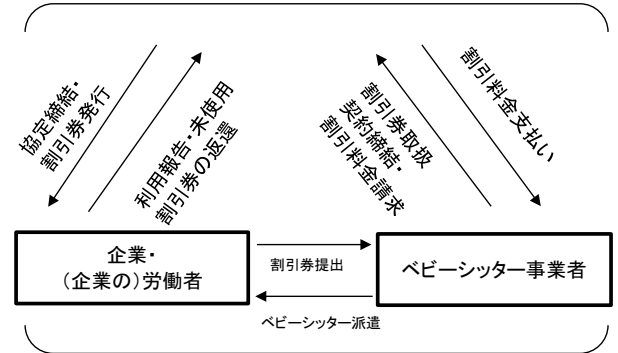 協定締結・
割引券発行
利用報告・未使用
割引券の返還
割引券取扱
契約締結・
割引料金請求
割引料金支払い
企業・
（企業の）労働者
割引券提出
ベビーシッター事業者
ベビーシッター派遣